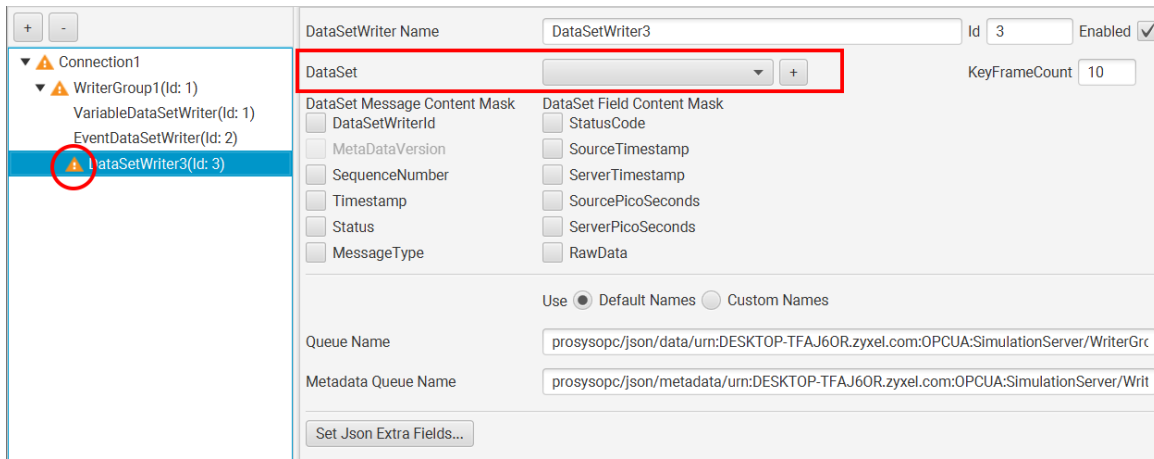 + -
Connection1
WriterGroup1(Id: 1)
VariableDataSetWriter(Id: 1)
EventDataSetWriter(Id: 2)
DataSetWriter3(Id: 3)
DataSetWriter Name DataSetWriter3 Id 3 Enabled
DataSet + KeyFrameCount 10
DataSet Message Content Mask DataSet Field Content Mask
DataSetWriterId StatusCode
MetaDataVersion SourceTimestamp
SequenceNumber ServerTimestamp
Timestamp SourcePicoSeconds
Status ServerPicoSeconds
MessageType RawData
Use Default Names Custom Names
Queue Name prosysopc/json/data/urn:DESKTOP-TFAJ6OR.zyxel.com:OPCUA:SimulationServer/WriterGrc
Metadata Queue Name prosysopc/json/metadata/urn:DESKTOP-TFAJ6OR.zyxel.com:OPCUA:SimulationServer/Writ
Set Json Extra Fields...